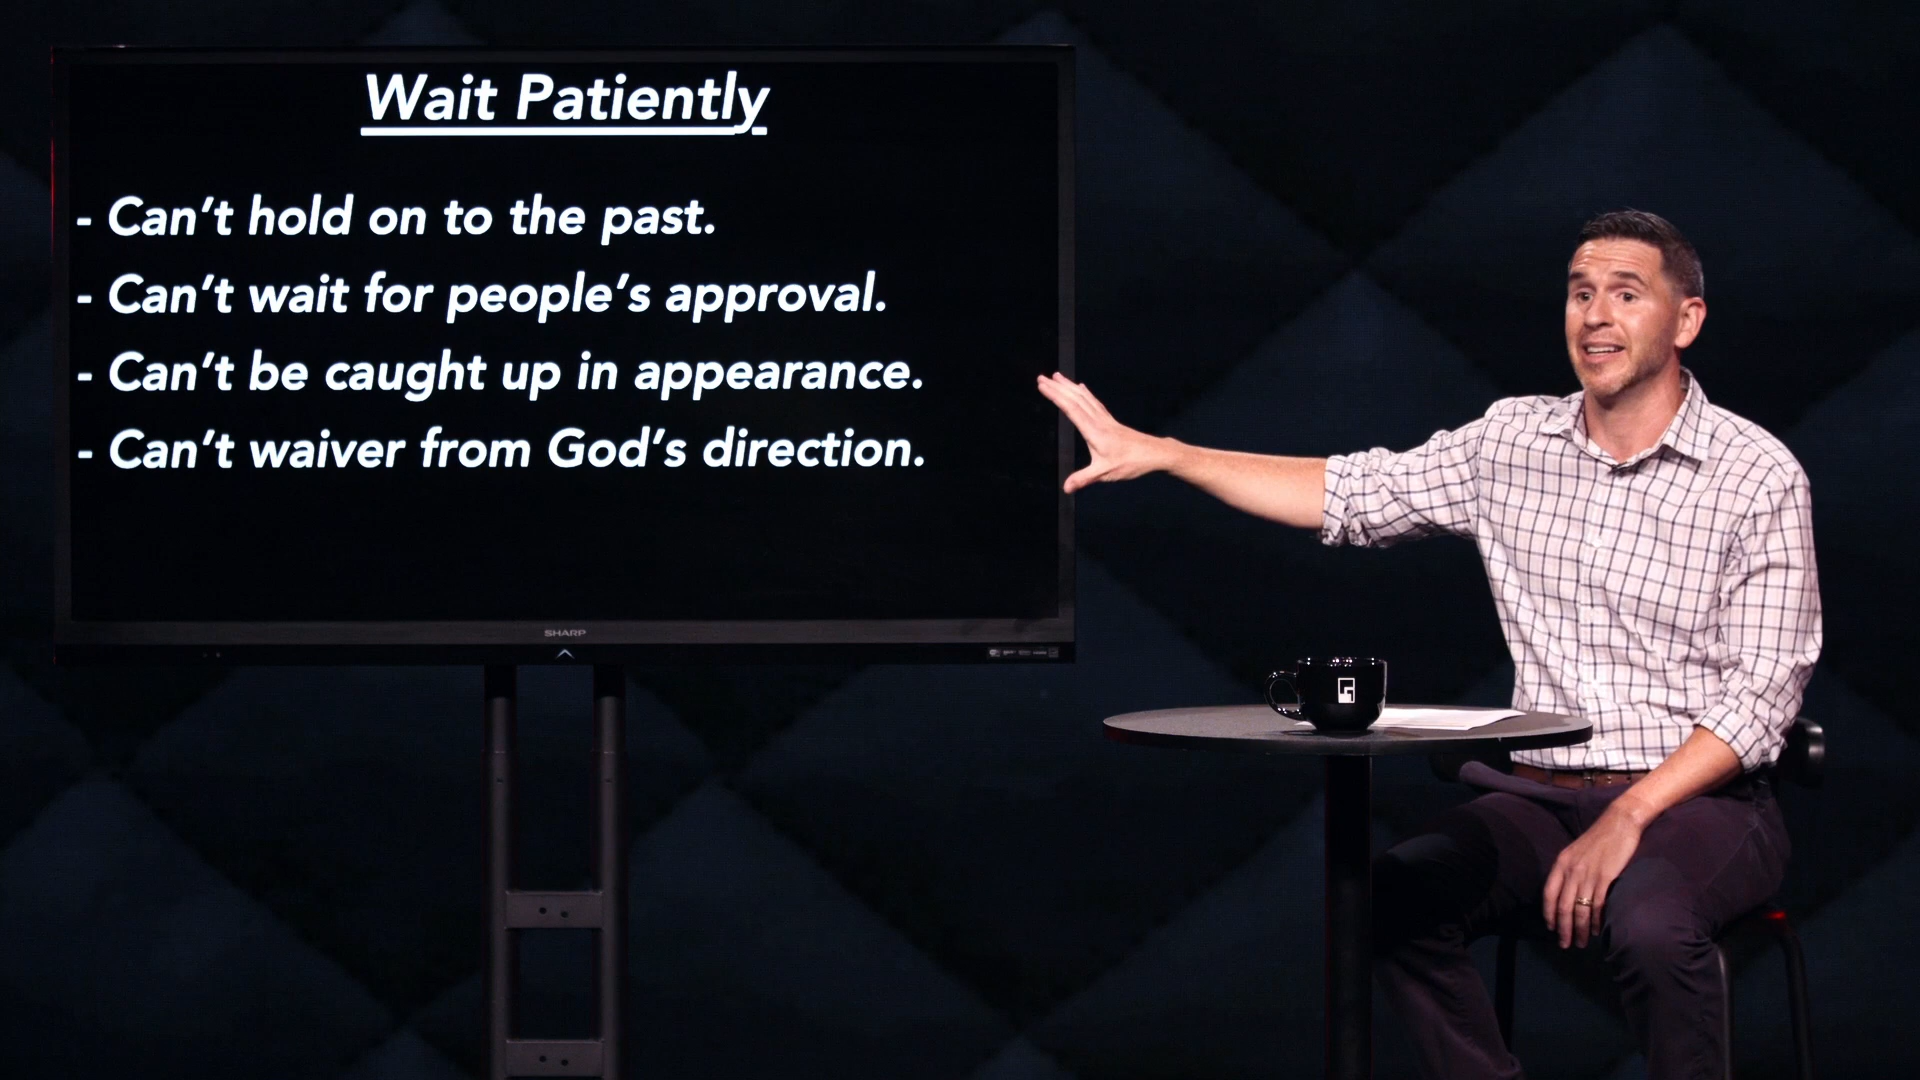 Wait Patiently
- Can't hold on to the past.
- Can't wait for people's approval.
- Can't be caught up in appearance.
- Can't waiver from God's direction.
SHARP